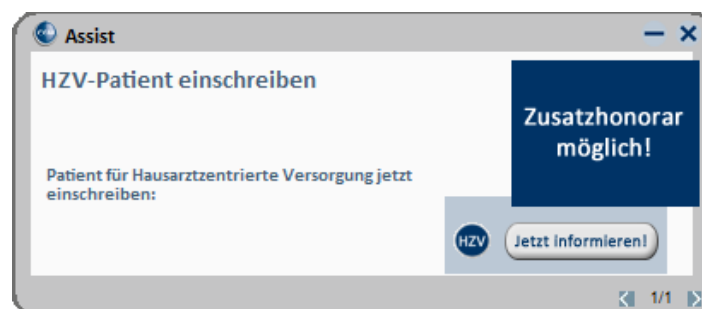 Assist
HZV-Patient einschreiben
Zusatzhonorar
möglich!
Patient für Hausarztzentrierte Versorgung jetzt
einschreiben:
HZV
Jetzt informieren!
1/1